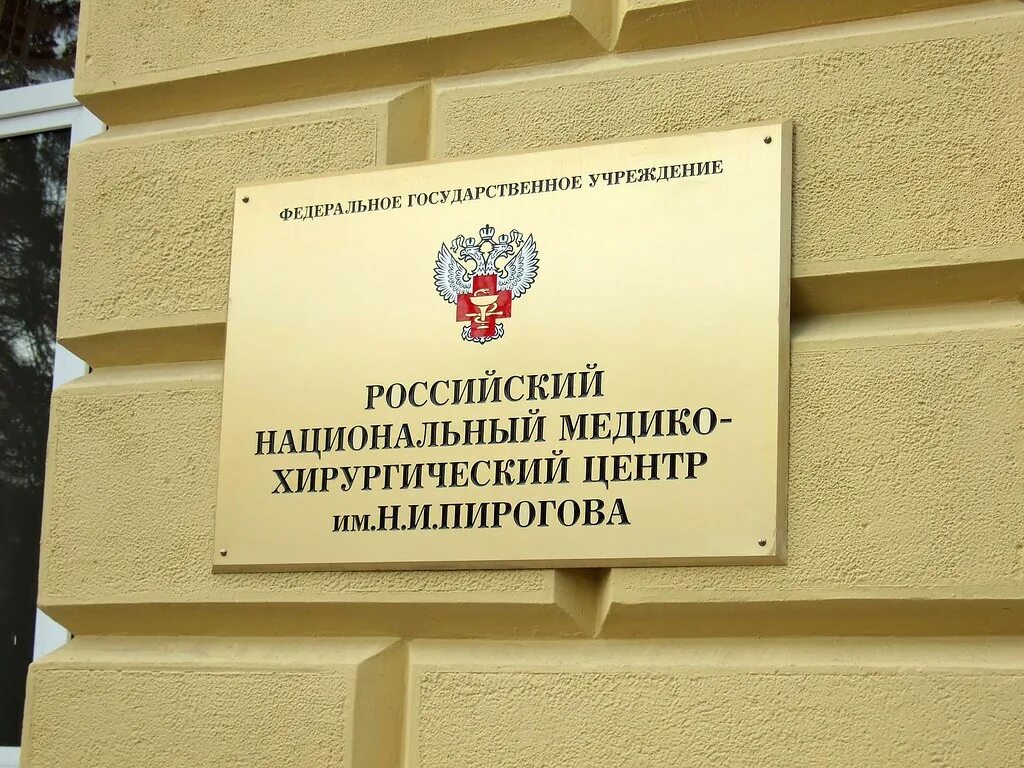 ФЕДЕРАЛЬНОЕ ГОСУДАРСТВЕННОЕ УЧРЕЖДЕНИЕ
РОССИЙСКИЙ
НАЦИОНАЛЬНЫЙ МЕДИКО-
ХИРУРГИЧЕСКИЙ ЦЕНТР
ИМ.Н.И.ПИРОГОВА